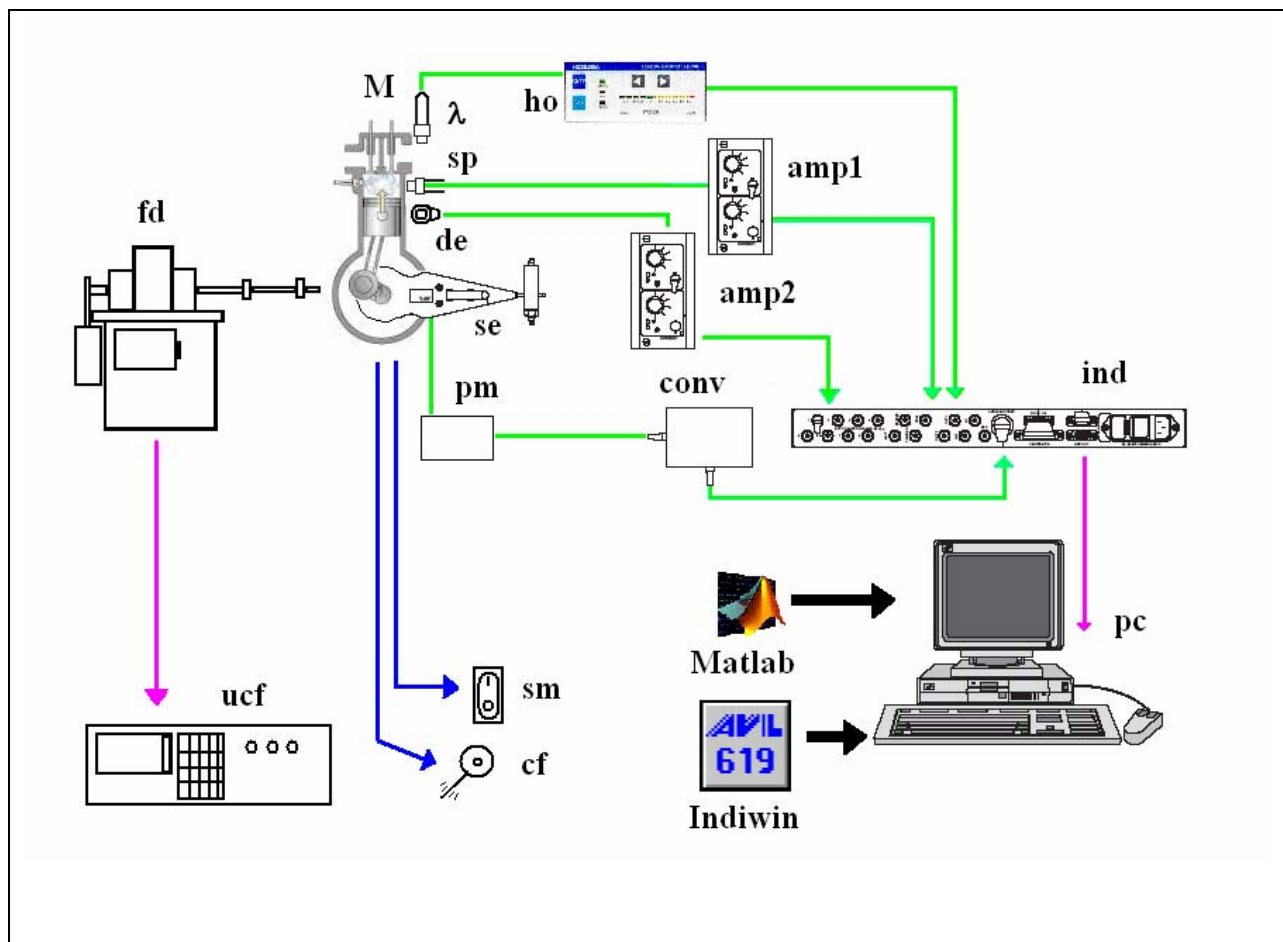 M
λ
ho
sp
amp1
fd
de
amp2
se
pm
conv
ind
Matlab
pc
ucf
sm
cf
AVL
619
Indiwin